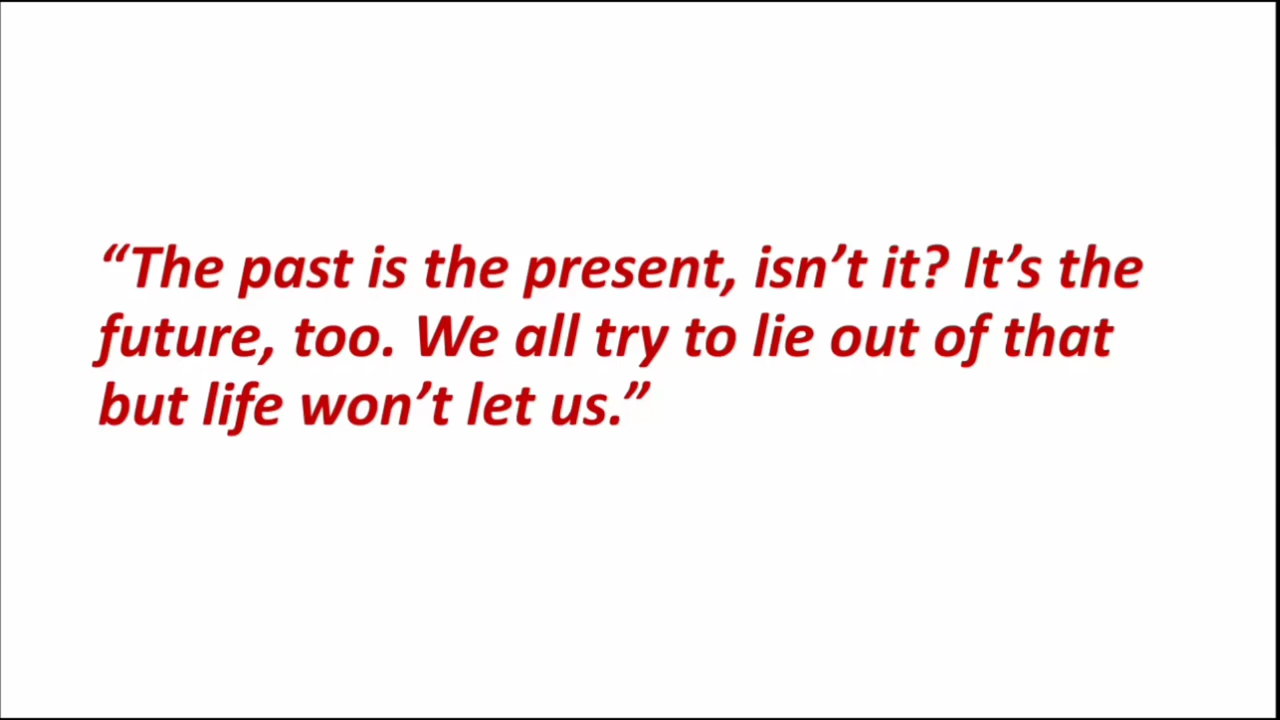 “The past is the present, isn’t it? It’s the
future, too. We all try to lie out of that
but life won’t let us.”